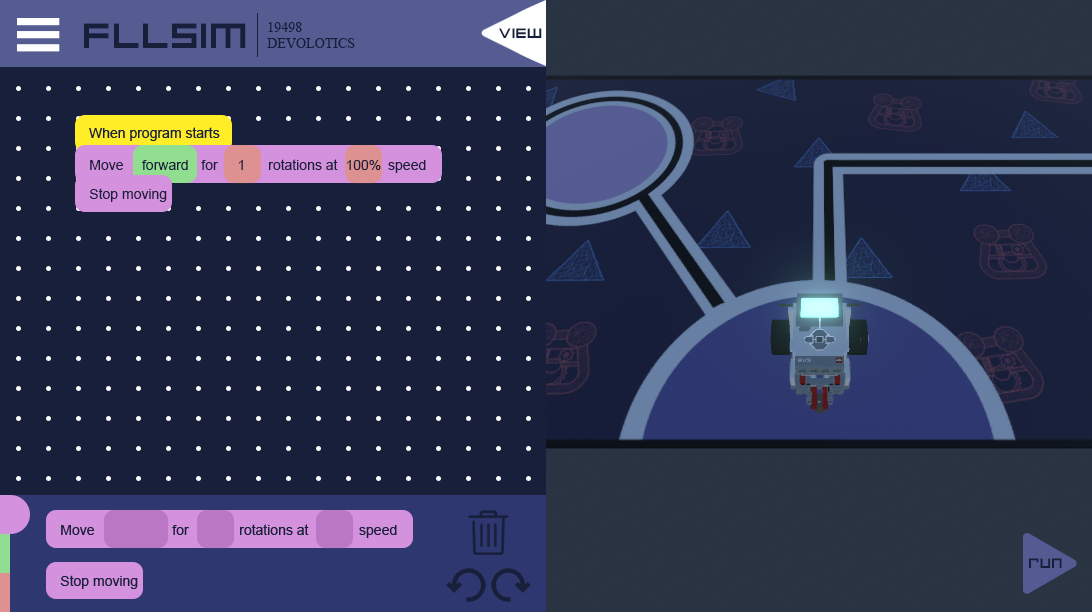 FLLSIM
19498
DEVOLOTICS
VIEW
When program starts
Move forward for 1 rotations at 100% speed
Stop moving
Move for rotations at speed
Stop moving
run